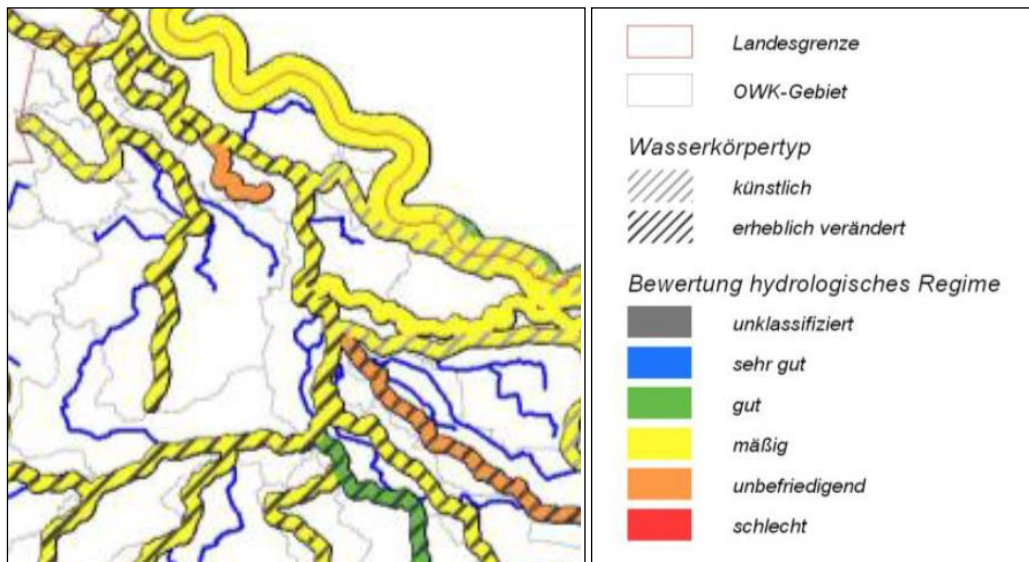 Landesgrenze
OWK-Gebiet
Wasserkörpertyp
künstlich
erheblich verändert
Bewertung hydrologisches Regime
unklassifiziert
sehr gut
gut
mäßig
unbefriedigend
schlecht